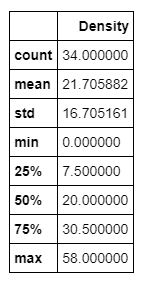 Density
count 34.000000
mean 21.705882
std 16.705161
min 0.000000
25% 7.500000
50% 20.000000
75% 30.500000
max 58.000000